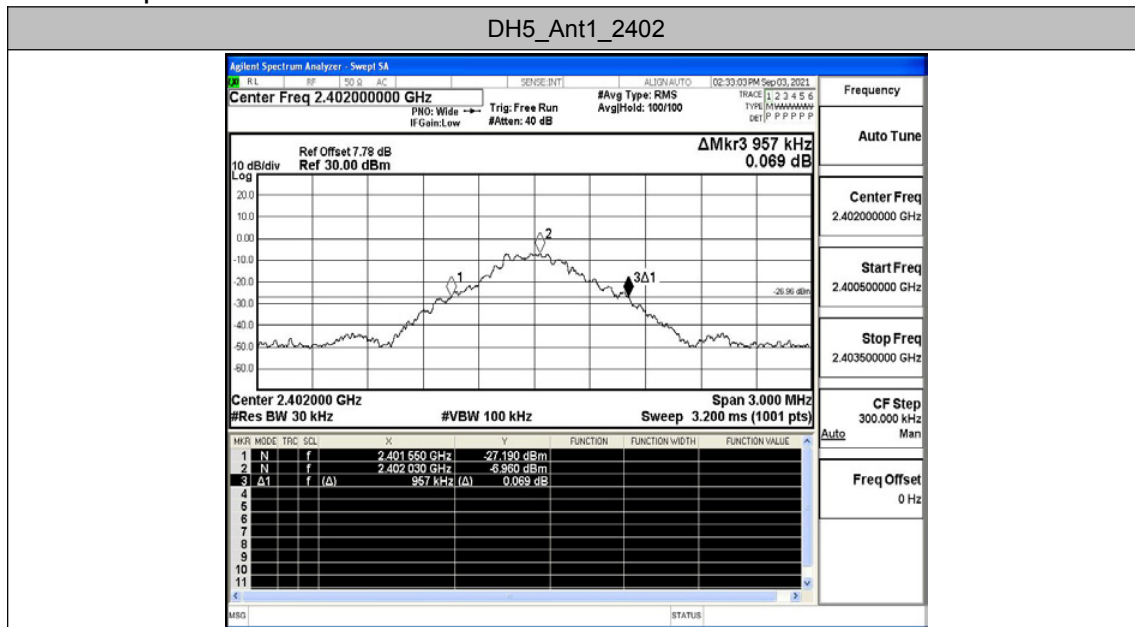 DH5_Ant1_2402
Agilent Spectrum Analyzer - Swept SA
RL RF 50 Ω AC SENSE:INT ALIGN AUTO 02:33:03 PM Sep 03, 2021
Center Freq 2.402000000 GHz
PNO: Wide
IFGain:Low
Trig: Free Run
#Atten: 40 dB
#Avg Type: RMS
Avg|Hold: 100/100
TRACE 1 2 3 4 5 6
TYPE M
DET P P P P P P
Ref Offset 7.78 dB
10 dB/div Ref 30.00 dBm
Log
ΔMkr3 957 kHz
0.069 dB
20.0
10.0
0.00
-10.0
-20.0
-30.0
-40.0
-50.0
-60.0
1
2
3Δ1
-26.96 dBm
Center 2.402000 GHz Span 3.000 MHz
#Res BW 30 kHz #VBW 100 kHz Sweep 3.200 ms (1001 pts)
MKR MODE TRC SCL X Y FUNCTION FUNCTION WIDTH FUNCTION VALUE
1 N f 2.401 550 GHz -27.190 dBm
2 N f 2.402 030 GHz -6.960 dBm
3 Δ1 f (Δ) 957 kHz (Δ) 0.069 dB
4
5
6
7
8
9
10
11
MSG STATUS
Frequency
Auto Tune
Center Freq
2.402000000 GHz
Start Freq
2.400500000 GHz
Stop Freq
2.403500000 GHz
CF Step
300.000 kHz
Auto Man
Freq Offset
0 Hz